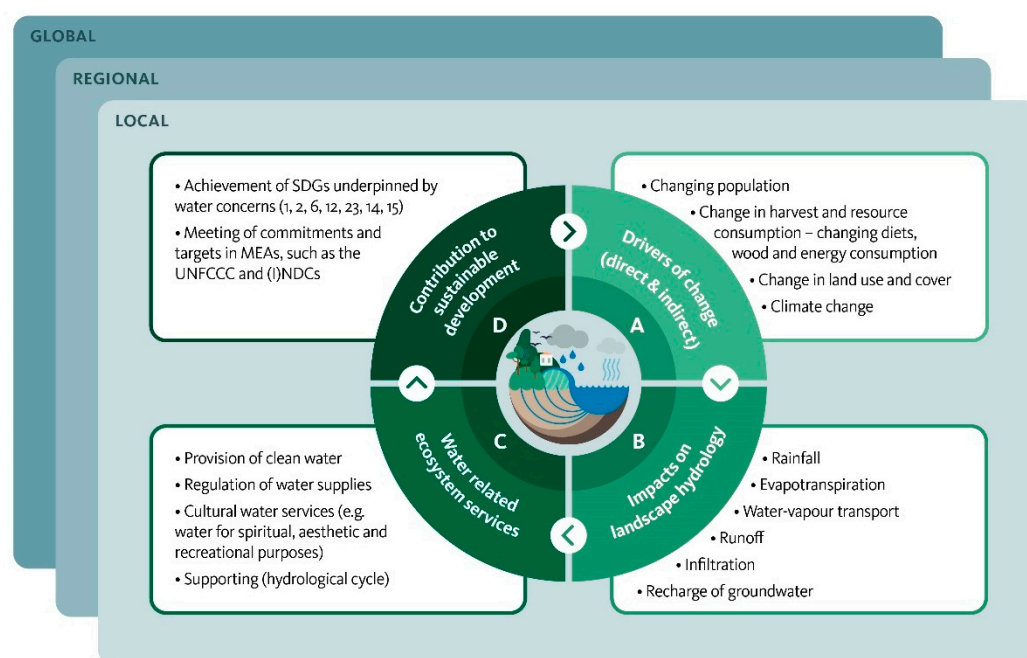 GLOBAL
REGIONAL
LOCAL
• Achievement of SDGs underpinned by
water concerns (1, 2, 6, 12, 23, 14, 15)
• Meeting of commitments and
targets in MEAs, such as the
UNFCCC and (I)NDCs
Contribution to
sustainable
development
D
Drivers of change
(direct & indirect)
A
• Changing population
• Change in harvest and resource
consumption – changing diets,
wood and energy consumption
• Change in land use and cover
• Climate change
• Provision of clean water
• Regulation of water supplies
• Cultural water services (e.g.
water for spiritual, aesthetic and
recreational purposes)
• Supporting (hydrological cycle)
C
Water related
ecosystem services
B
Impacts on
landscape hydrology
• Rainfall
• Evapotranspiration
• Water-vapour transport
• Runoff
• Infiltration
• Recharge of groundwater